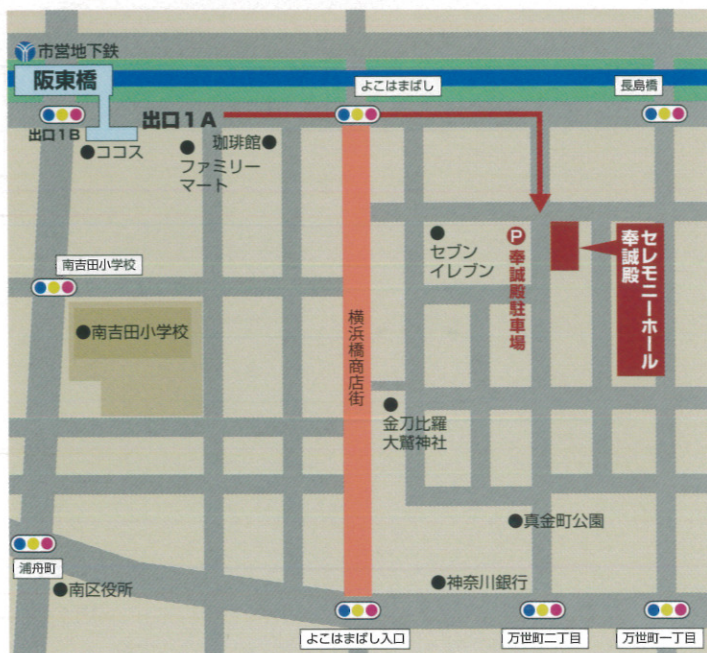 市営地下鉄
阪東橋
出口1B
出口1A
よこはまばし
長島橋
ココス
ファミリー
マート
珈琲館
南吉田小学校
南吉田小学校
横浜橋商店街
セブン
イレブン
P
奉誠殿駐車場
セレモニーホール
奉誠殿
金刀比羅
大鷲神社
真金町公園
浦舟町
南区役所
神奈川銀行
よこはまばし入口
万世町二丁目
万世町一丁目